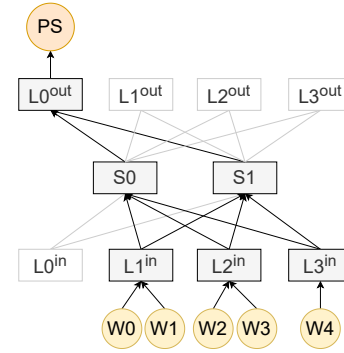 PS
L0out L1out L2out L3out
S0 S1
L0in L1in L2in L3in
W0 W1 W2 W3 W4